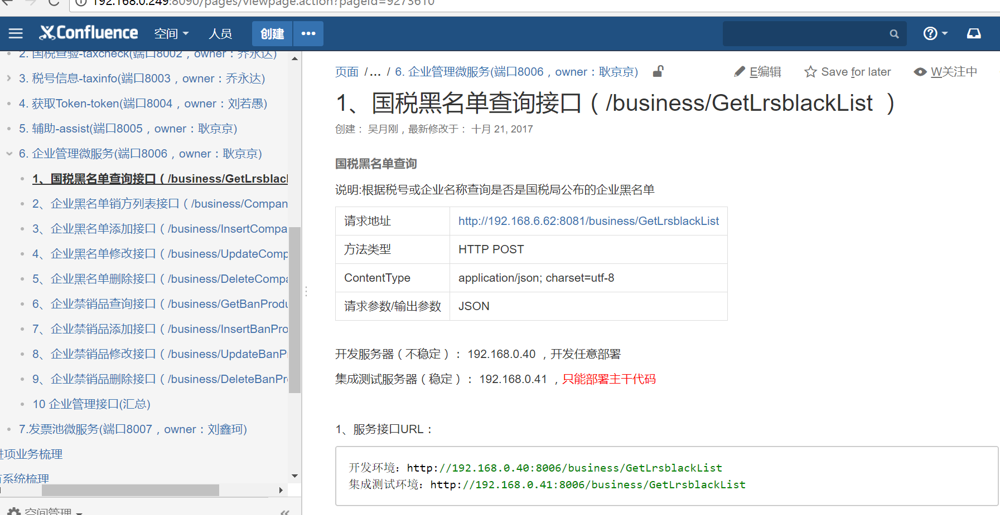 192.168.0.249:8090/pages/viewpage.action?pageId=9273610
Confluence
空间
人员
创建
2. 国税查验-taxcheck(端口8002，owner：乔永达)
3. 税号信息-taxinfo(端口8003，owner：乔永达)
4. 获取Token-token(端口8004，owner：刘若愚)
5. 辅助-assist(端口8005，owner：耿京京)
6. 企业管理微服务(端口8006，owner：耿京京)
1、国税黑名单查询接口（/business/GetLrsblacl
2、企业黑名单销方列表接口（/business/Compan
3、企业黑名单添加接口（/business/InsertCompa
4、企业黑名单修改接口（/business/UpdateComp
5、企业黑名单删除接口（/business/DeleteCompa
6、企业禁销品查询接口（/business/GetBanProdu
7、企业禁销品添加接口（/business/InsertBanPro
8、企业禁销品修改接口（/business/UpdateBanP
9、企业禁销品删除接口（/business/DeleteBanPr
10 企业管理接口(汇总)
7.发票池微服务(端口8007，owner：刘鑫珂)
进项业务梳理
系统梳理
空间管理
页面 /... / 6. 企业管理微服务(端口8006，owner：耿京京)
E编辑
Save for later
W关注中
1、国税黑名单查询接口（/business/GetLrsblackList ）
创建： 吴月刚，最新修改于： 十月 21, 2017
国税黑名单查询
说明:根据税号或企业名称查询是否是国税局公布的企业黑名单
请求地址 http://192.168.6.62:8081/business/GetLrsblackList
方法类型 HTTP POST
ContentType application/json; charset=utf-8
请求参数/输出参数 JSON
开发服务器（不稳定）： 192.168.0.40 ，开发任意部署
集成测试服务器（稳定）： 192.168.0.41 ，只能部署主干代码
1、服务接口URL：
开发环境：http://192.168.0.40:8006/business/GetLrsblackList
集成测试环境：http://192.168.0.41:8006/business/GetLrsblackList